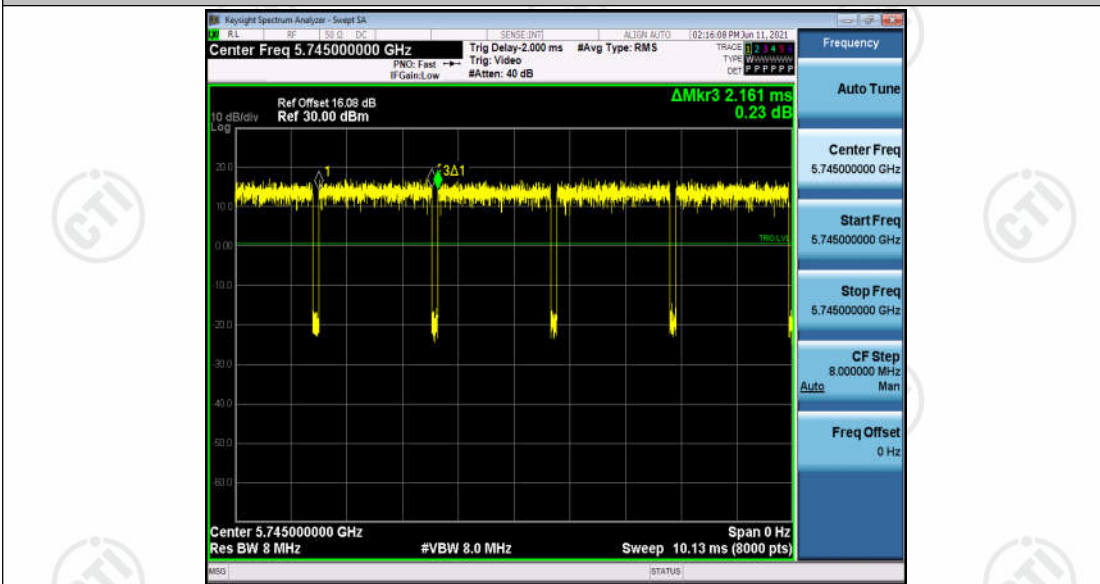 Keysight Spectrum Analyzer - Swept SA
RL RF 50 Ω DC SENSE:INT ALIGN AUTO 02:16:08 PM Jun 11, 2021
Center Freq 5.745000000 GHz
PNO: Fast
IFGain:Low
Trig Delay-2.000 ms
Trig: Video
#Atten: 40 dB
#Avg Type: RMS
TRACE 1 2 3 4 5 6
TYPE
DET P P P P P P
Ref Offset 16.08 dB
10 dB/div Ref 30.00 dBm
Log
ΔMkr3 2.161 ms
0.23 dB
20.0
10.0
0.00
-10.0
-20.0
-30.0
-40.0
-50.0
-60.0
1
3Δ1
TRIG LVL
Center 5.745000000 GHz
Span 0 Hz
Res BW 8 MHz
#VBW 8.0 MHz
Sweep 10.13 ms (8000 pts)
MSG
STATUS
Frequency
Auto Tune
Center Freq
5.745000000 GHz
Start Freq
5.745000000 GHz
Stop Freq
5.745000000 GHz
CF Step
8.000000 MHz
Auto Man
Freq Offset
0 Hz
CTI
CTI